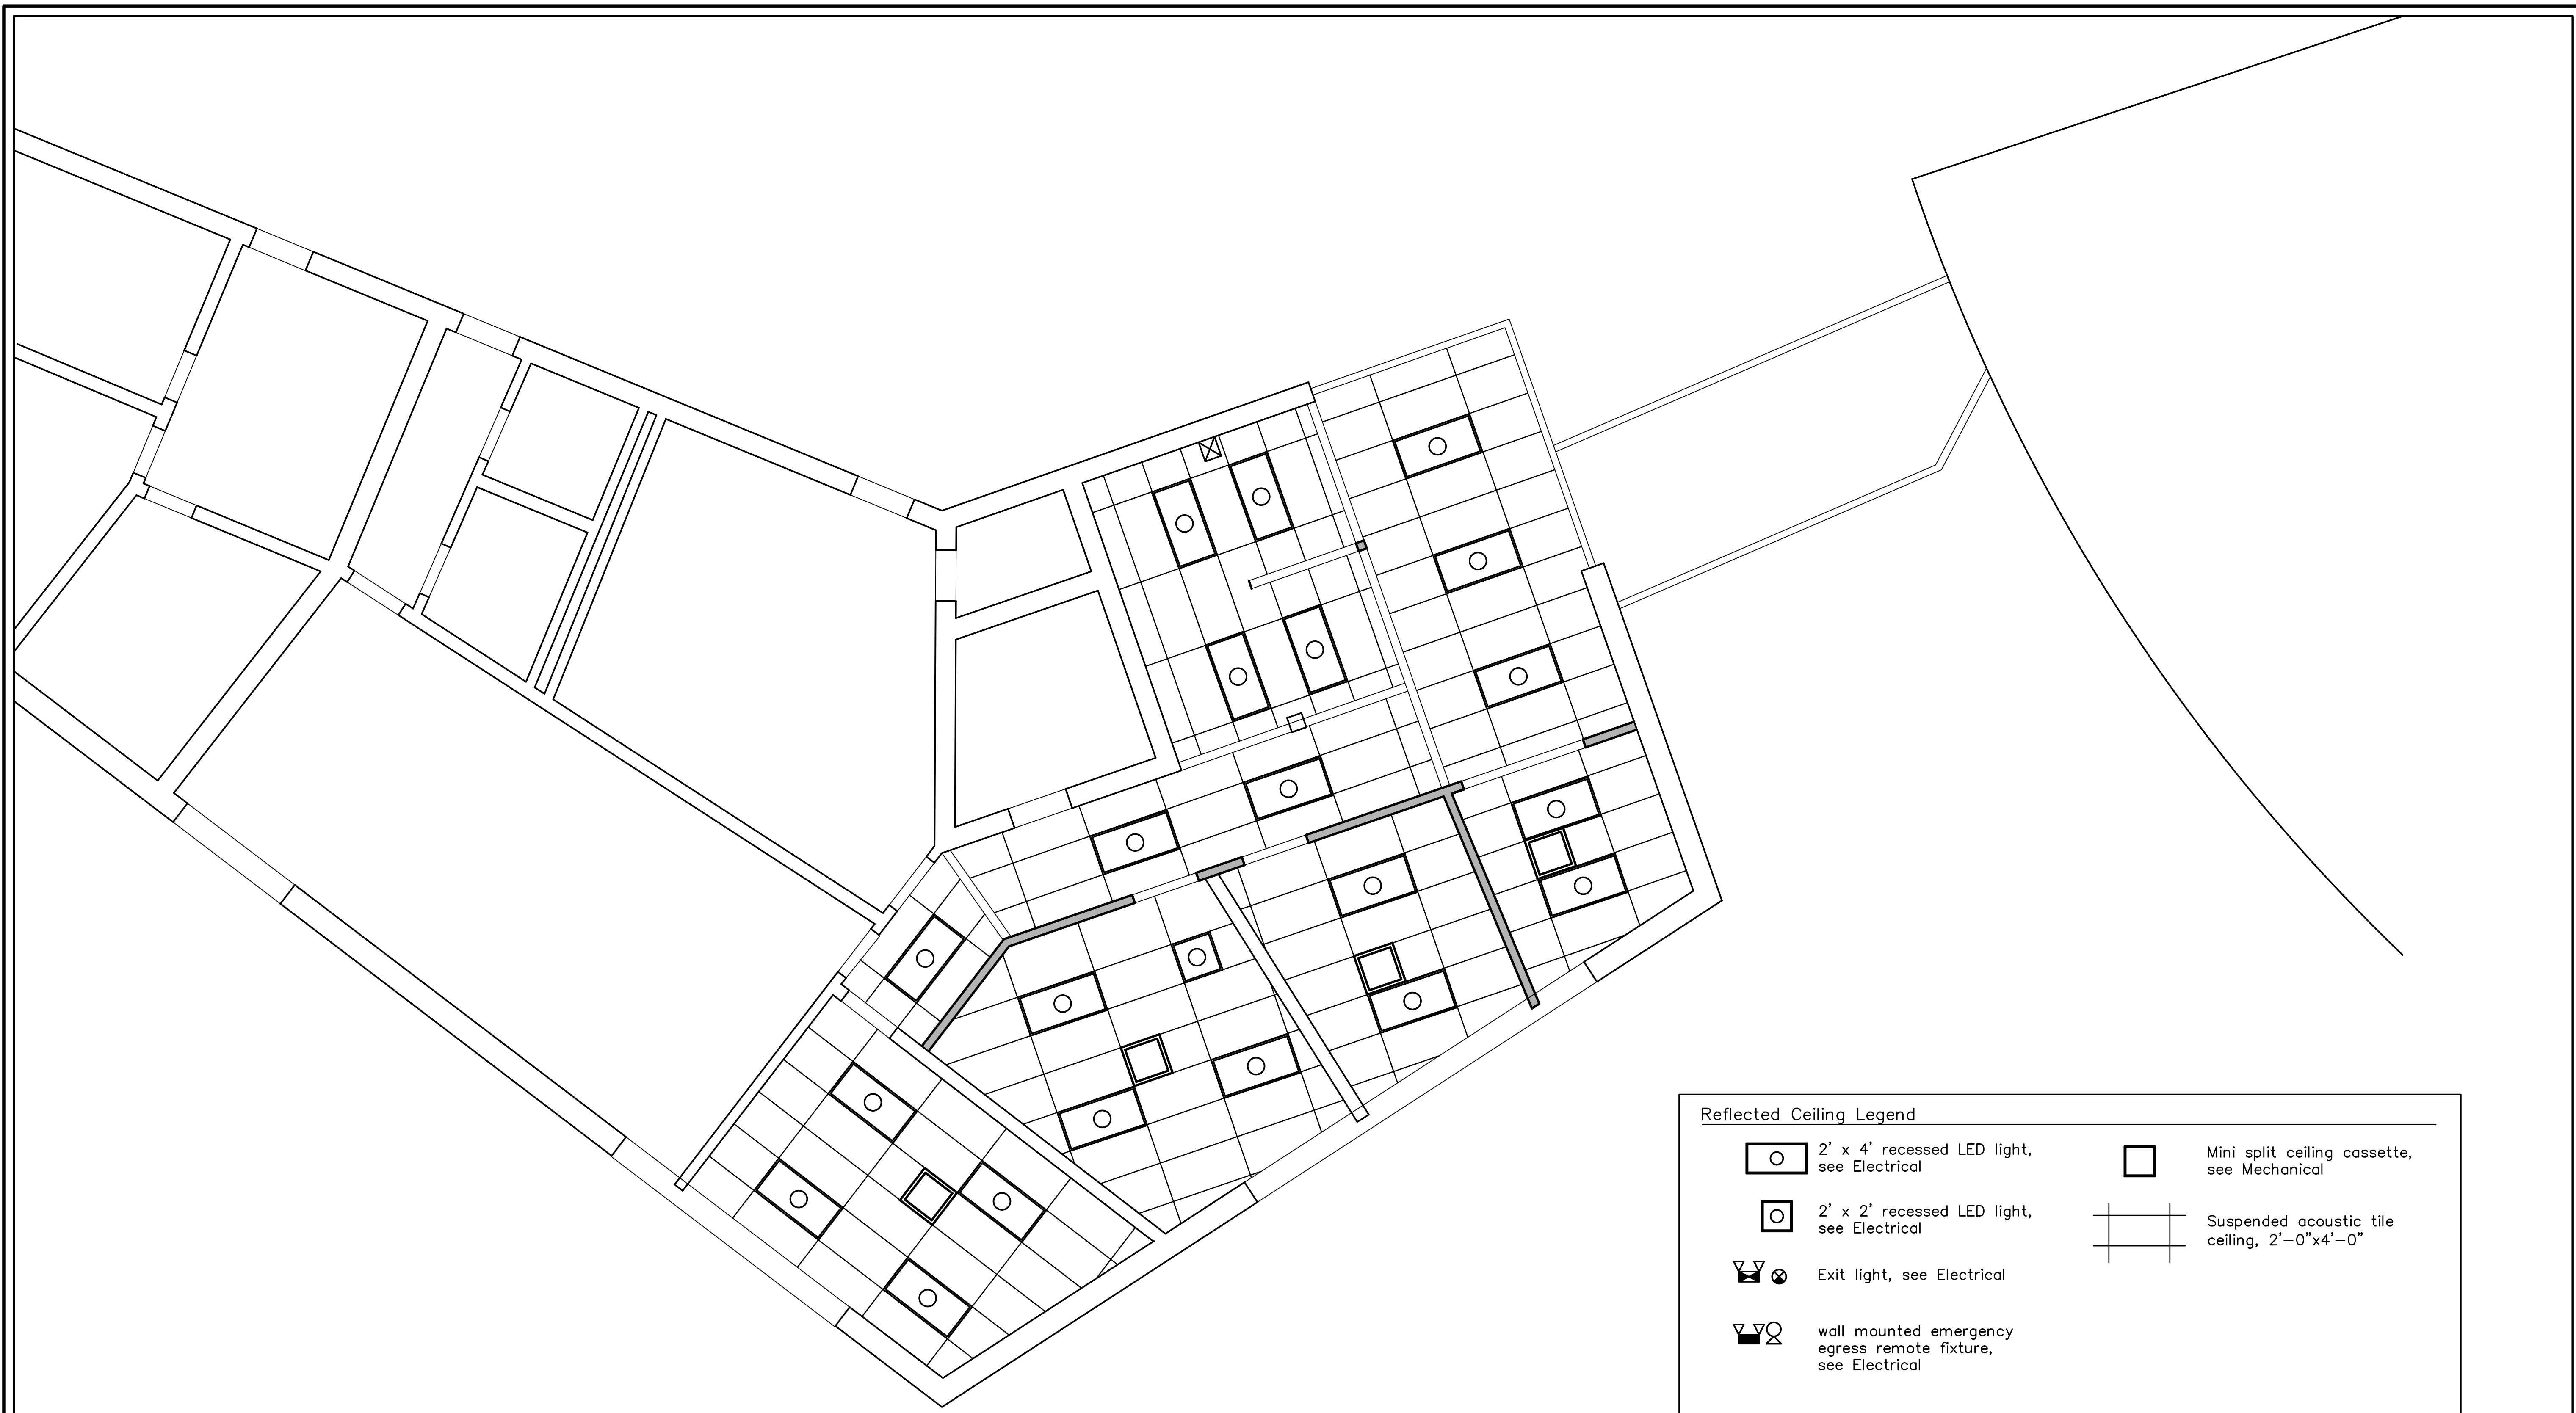 Reflected Ceiling Legend
2' x 4' recessed LED light,
see Electrical
2' x 2' recessed LED light,
see Electrical
Exit light, see Electrical
wall mounted emergency
egress remote fixture,
see Electrical
Mini split ceiling cassette,
see Mechanical
Suspended acoustic tile
ceiling, 2'-0"x4'-0"